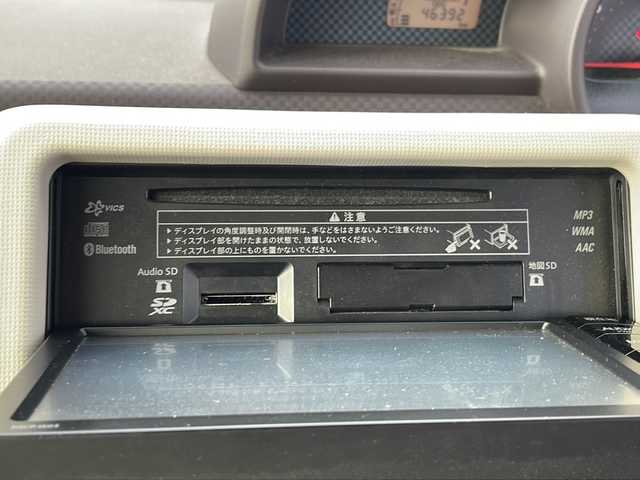 46392
VICS
⚠注意
▶ディスプレイの角度調整時及び開閉時は、手などをはさまないようご注意ください。
▶ディスプレイ部を開けたままの状態で、放置しないでください。
▶ディスプレイ部の上にものを置かないでください。
Bluetooth
MP3
WMA
AAC
Audio SD
地図SD
SD
XC